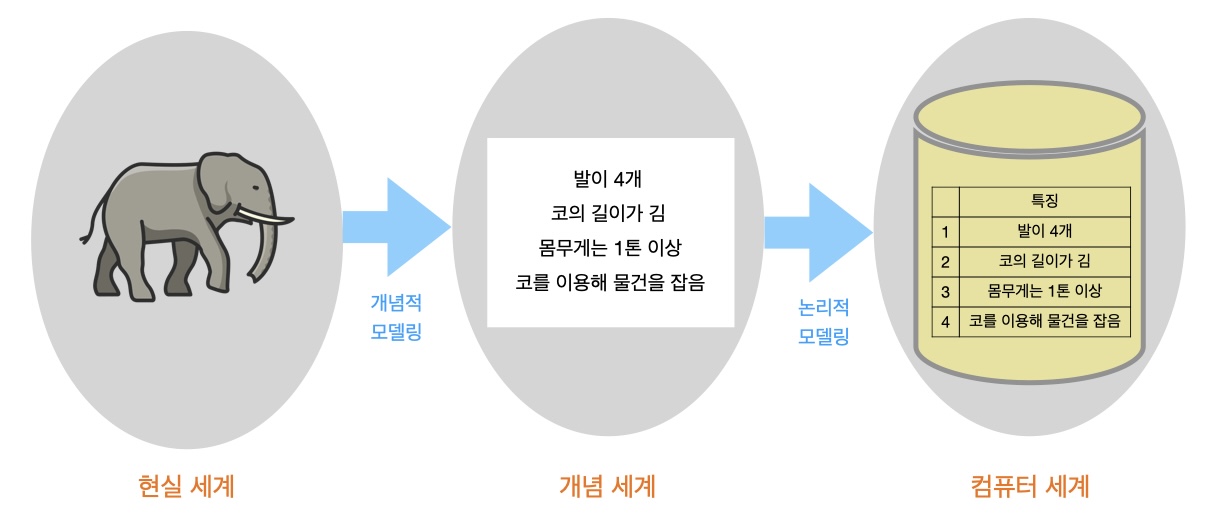 발이 4개
코의 길이가 김
몸무게는 1톤 이상
코를 이용해 물건을 잡음
개념적
모델링
논리적
모델링
특징
1 발이 4개
2 코의 길이가 김
3 몸무게는 1톤 이상
4 코를 이용해 물건을 잡음
현실 세계
개념 세계
컴퓨터 세계